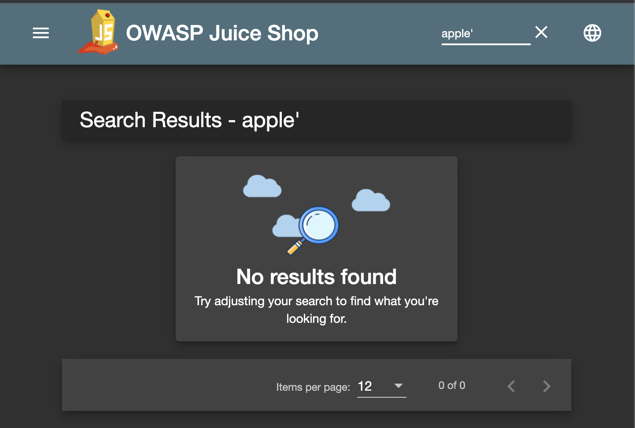 OWASP Juice Shop
apple'
Search Results - apple'
No results found
Try adjusting your search to find what you're
looking for.
Items per page: 12
0 of 0